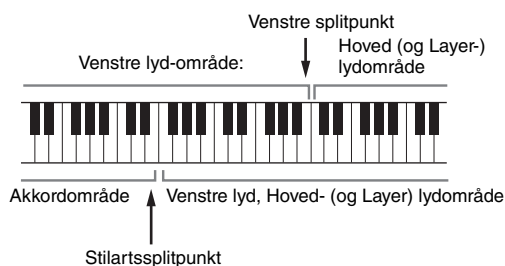 Venstre splitpunkt
Venstre lyd-område:
Hoved (og Layer-)
lydområde
Akkordområde
Venstre lyd, Hoved- (og Layer) lydområde
Stilartssplitpunkt